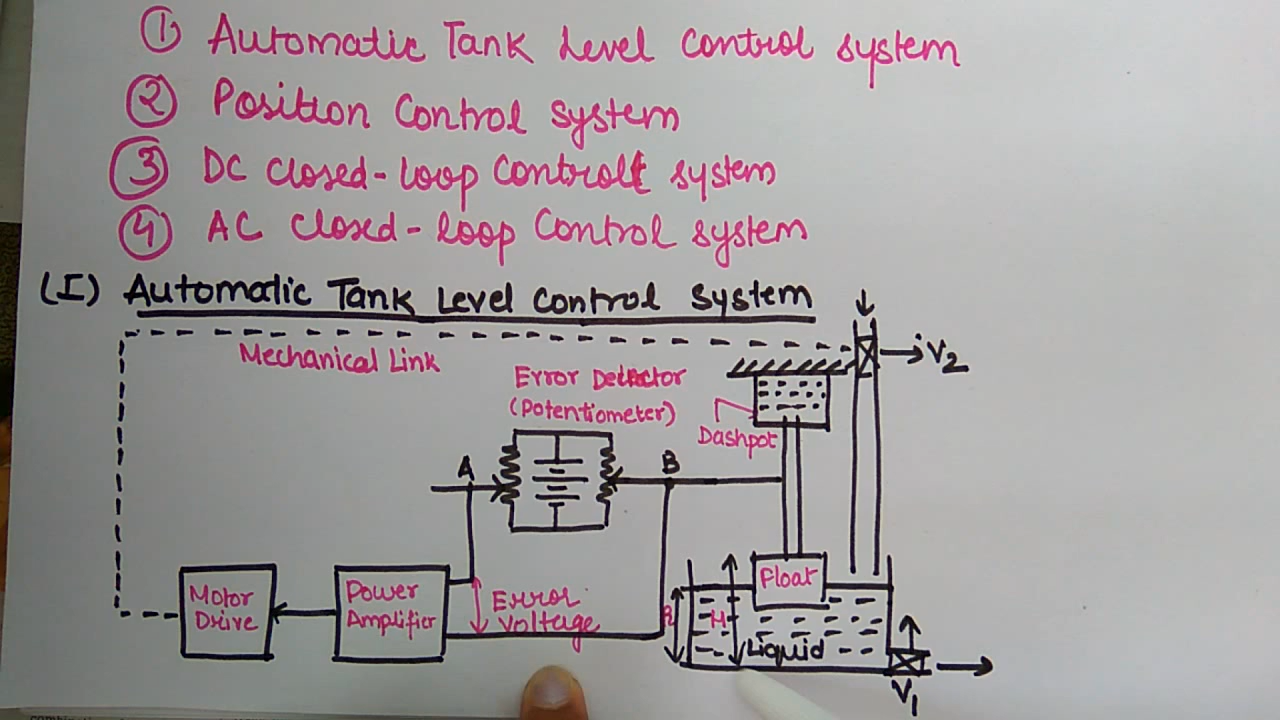 ① Automatic Tank Level Control system
② Position Control system
③ DC Closed-loop Control system
④ AC Closed-loop Control system
(I) Automatic Tank Level control system
V2
Mechanical Link
Error Detector
(Potentiometer)
Dashpot
A
B
Float
Motor
Drive
Power
Amplifier
Error
Voltage
h
H
Liquid
V1